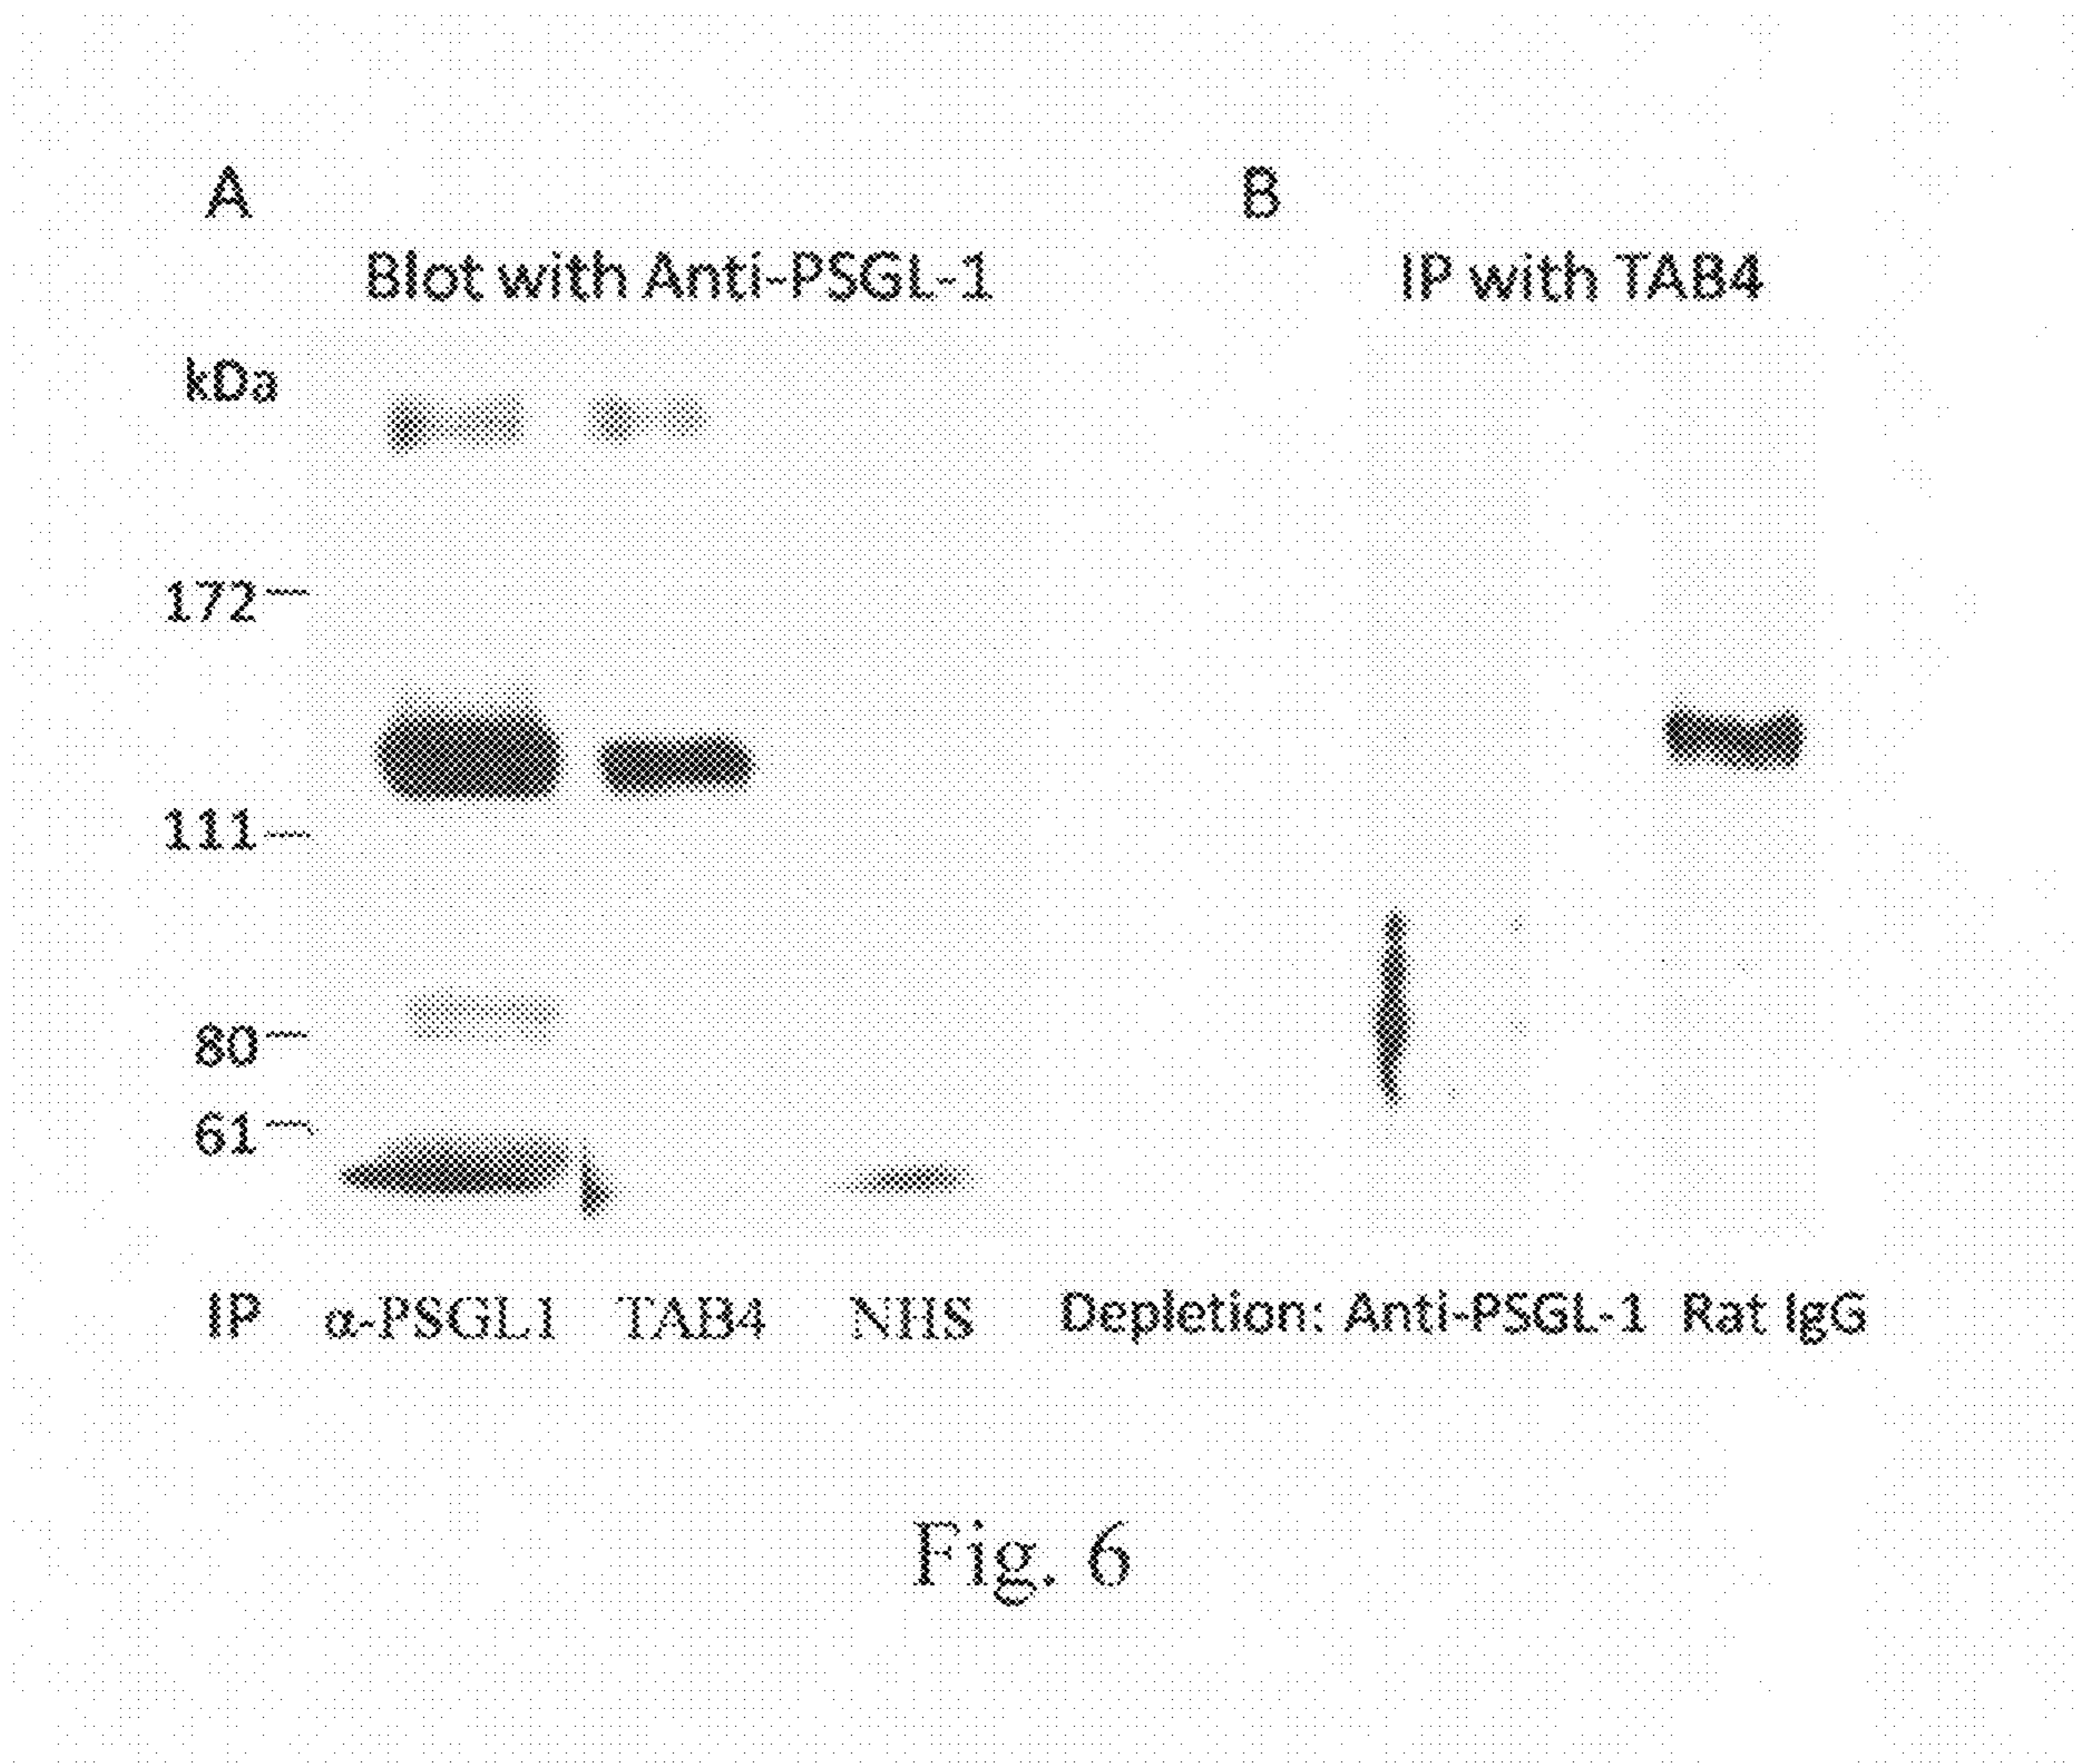 A
Blot with Anti-PSGL-1
kDa
172
111
80
61
IP α-PSGL1 TAB4 NHS
B
IP with TAB4
Depletion: Anti-PSGL-1 Rat IgG
Fig. 6